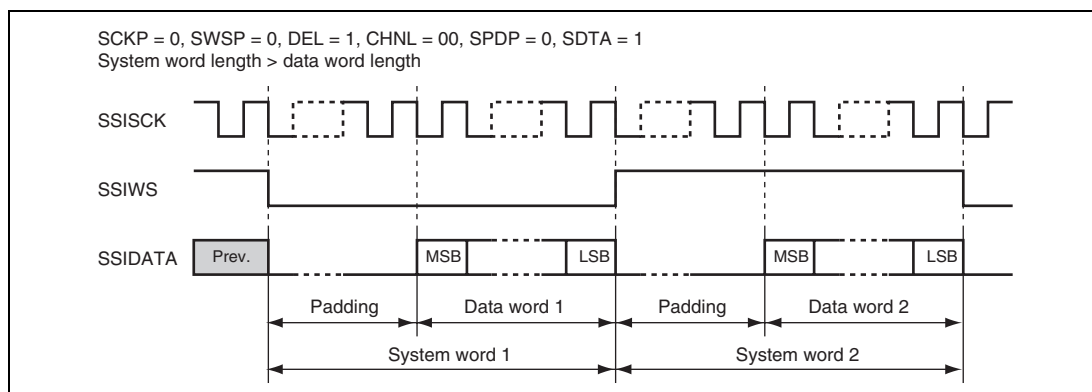 SCKP = 0, SWSP = 0, DEL = 1, CHNL = 00, SPDP = 0, SDTA = 1
System word length > data word length
SSISCK
SSIWS
SSIDATA
Prev.
MSB
LSB
MSB
LSB
Padding
Data word 1
Padding
Data word 2
System word 1
System word 2